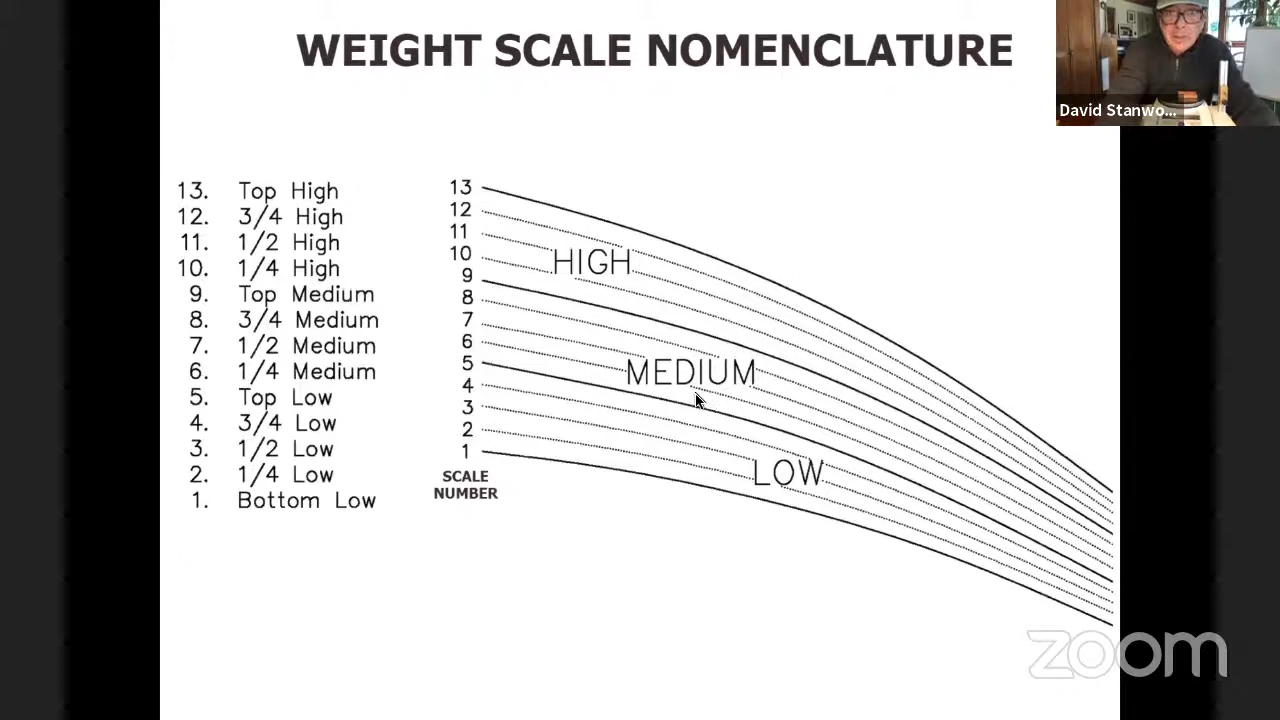 WEIGHT SCALE NOMENCLATURE
David Stanwo...
13. Top High
12. 3/4 High
11. 1/2 High
10. 1/4 High
9. Top Medium
8. 3/4 Medium
7. 1/2 Medium
6. 1/4 Medium
5. Top Low
4. 3/4 Low
3. 1/2 Low
2. 1/4 Low
1. Bottom Low
13
12
11
10
9
8
7
6
5
4
3
2
1
SCALE
NUMBER
HIGH
MEDIUM
LOW
zoom